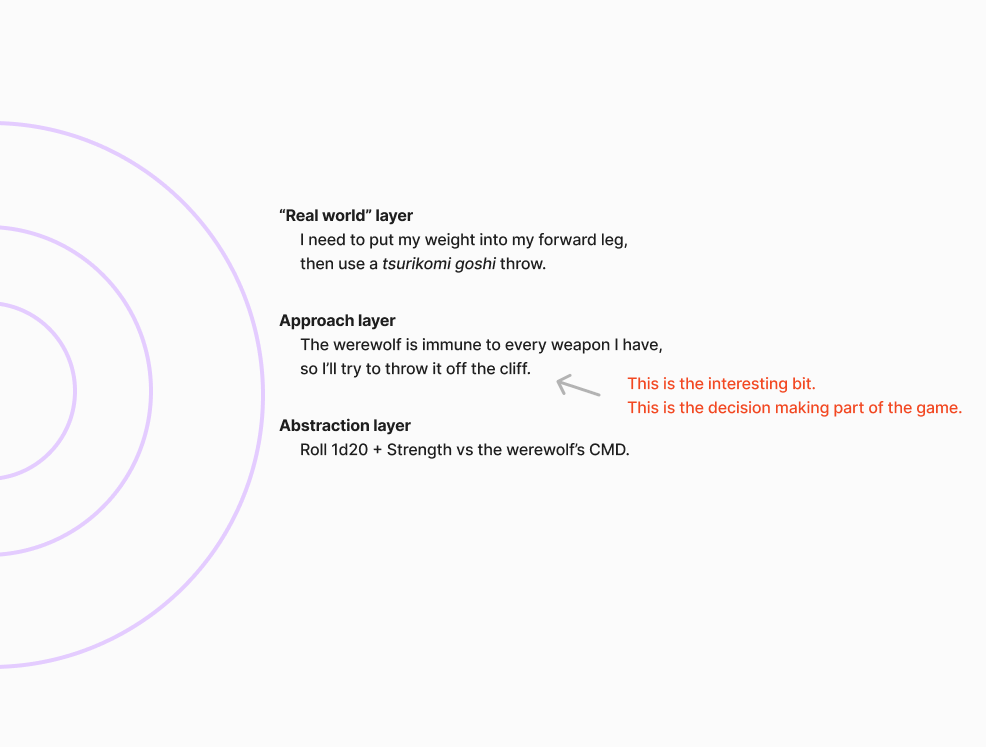 “Real world” layer
I need to put my weight into my forward leg,
then use a tsurikomi goshi throw.
Approach layer
The werewolf is immune to every weapon I have,
so I’ll try to throw it off the cliff.
This is the interesting bit.
This is the decision making part of the game.
Abstraction layer
Roll 1d20 + Strength vs the werewolf’s CMD.